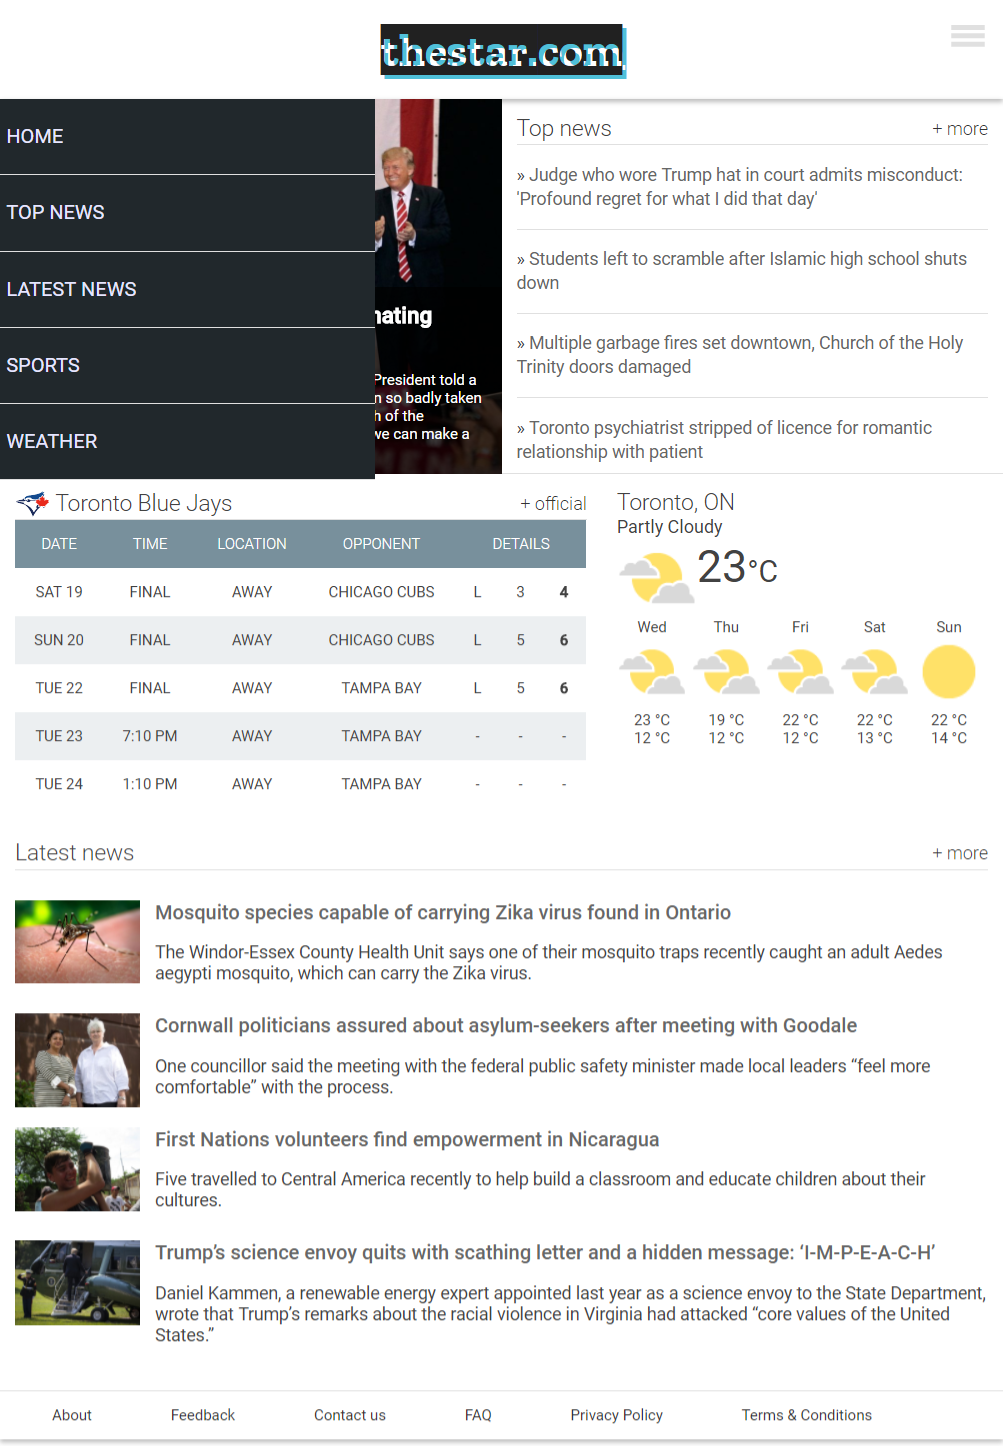 thestar.com
HOME
TOP NEWS
LATEST NEWS
SPORTS
WEATHER
President told a
so badly taken
of the
we can make a
Top news
+ more
» Judge who wore Trump hat in court admits misconduct:
'Profound regret for what I did that day'
» Students left to scramble after Islamic high school shuts
down
» Multiple garbage fires set downtown, Church of the Holy
Trinity doors damaged
» Toronto psychiatrist stripped of licence for romantic
relationship with patient
Toronto Blue Jays
+ official
DATE TIME LOCATION OPPONENT DETAILS
SAT 19 FINAL AWAY CHICAGO CUBS L 3 4
SUN 20 FINAL AWAY CHICAGO CUBS L 5 6
TUE 22 FINAL AWAY TAMPA BAY L 5 6
TUE 23 7:10 PM AWAY TAMPA BAY - - -
TUE 24 1:10 PM AWAY TAMPA BAY - - -
Toronto, ON
Partly Cloudy
23°C
Wed Thu Fri Sat Sun
23 °C 19 °C 22 °C 22 °C 22 °C
12 °C 12 °C 12 °C 13 °C 14 °C
Latest news
+ more
Mosquito species capable of carrying Zika virus found in Ontario
The Windor-Essex County Health Unit says one of their mosquito traps recently caught an adult Aedes
aegypti mosquito, which can carry the Zika virus.
Cornwall politicians assured about asylum-seekers after meeting with Goodale
One councillor said the meeting with the federal public safety minister made local leaders “feel more
comfortable” with the process.
First Nations volunteers find empowerment in Nicaragua
Five travelled to Central America recently to help build a classroom and educate children about their
cultures.
Trump’s science envoy quits with scathing letter and a hidden message: ‘I-M-P-E-A-C-H’
Daniel Kammen, a renewable energy expert appointed last year as a science envoy to the State Department,
wrote that Trump’s remarks about the racial violence in Virginia had attacked “core values of the United
States.”
About Feedback Contact us FAQ Privacy Policy Terms & Conditions